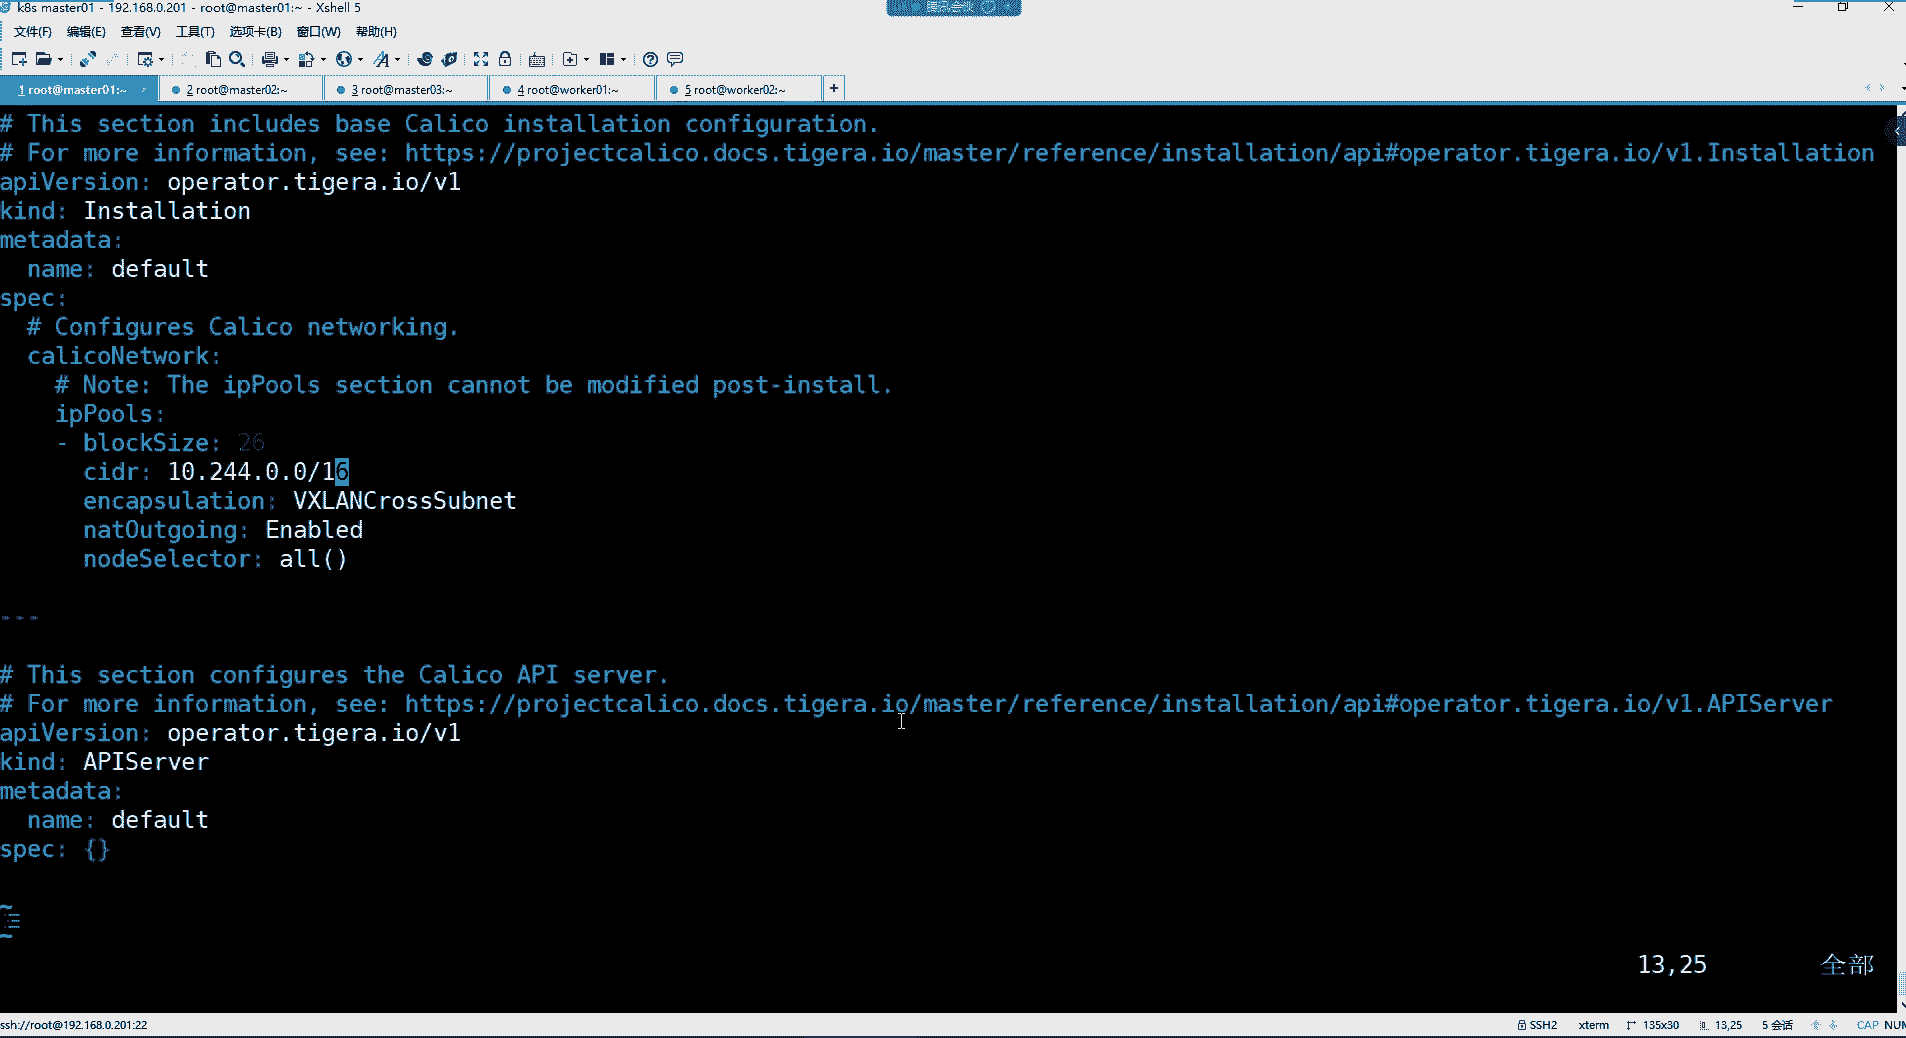 k8s master01 - 192.168.0.201 - root@master01:~ - Xshell 5
腾讯会议
文件(F) 编辑(E) 查看(V) 工具(T) 选项卡(B) 窗口(W) 帮助(H)
1 root@master01:~ 2 root@master02:~ 3 root@master03:~ 4 root@worker01:~ 5 root@worker02:~ +
# This section includes base Calico installation configuration.
# For more information, see: https://projectcalico.docs.tigera.io/master/reference/installation/api#operator.tigera.io/v1.Installation
apiVersion: operator.tigera.io/v1
kind: Installation
metadata:
  name: default
spec:
  # Configures Calico networking.
  calicoNetwork:
    # Note: The ipPools section cannot be modified post-install.
    ipPools:
    - blockSize: 26
      cidr: 10.244.0.0/16
      encapsulation: VXLANCrossSubnet
      natOutgoing: Enabled
      nodeSelector: all()
---
# This section configures the Calico API server.
# For more information, see: https://projectcalico.docs.tigera.io/master/reference/installation/api#operator.tigera.io/v1.APIServer
apiVersion: operator.tigera.io/v1
kind: APIServer
metadata:
  name: default
spec: {}
~
~
13,25 全部
ssh://root@192.168.0.201:22 SSH2 xterm 135x30 13,25 5 会话 CAP NUM